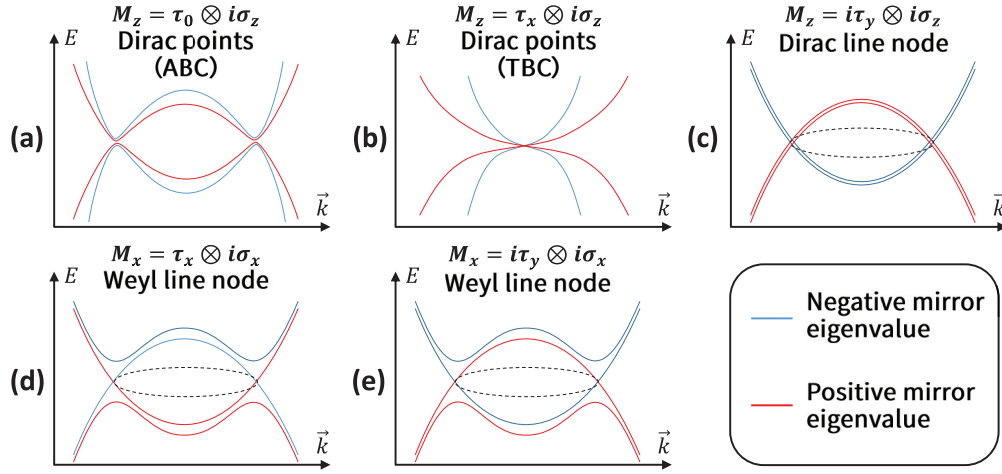 M_z = τ_0 ⊗ iσ_z
Dirac points
(ABC)
E
(a)
k⃗
M_z = τ_x ⊗ iσ_z
Dirac points
(TBC)
E
(b)
k⃗
M_z = iτ_y ⊗ iσ_z
Dirac line node
E
(c)
k⃗
M_x = τ_x ⊗ iσ_x
Weyl line node
E
(d)
k⃗
M_x = iτ_y ⊗ iσ_x
Weyl line node
E
(e)
k⃗
Negative mirror
eigenvalue
Positive mirror
eigenvalue